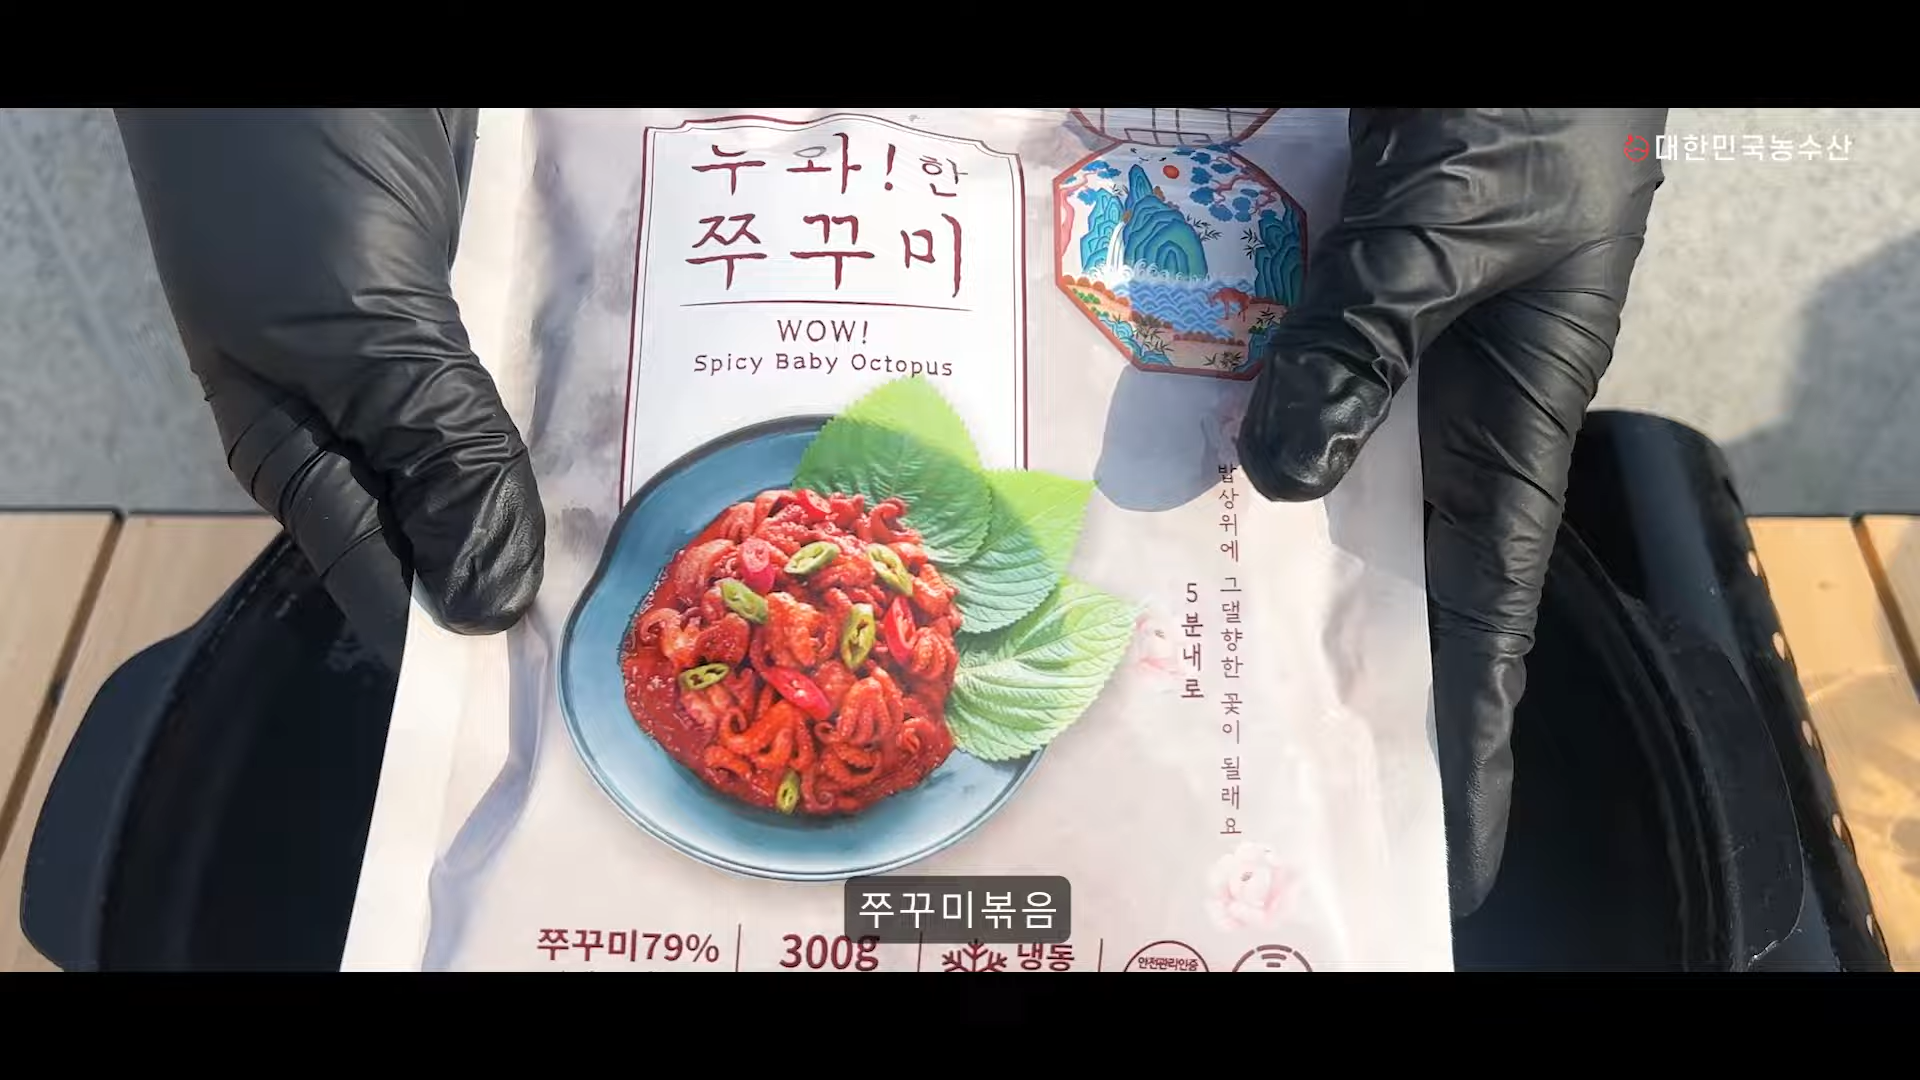 대한민국농수산
누와!한
쭈꾸미
WOW!
Spicy Baby Octopus
밥상위에 그댈향한 꽃이 될래요
5분내로
쭈꾸미볶음
쭈꾸미79%
300g
냉동
안전관리인증